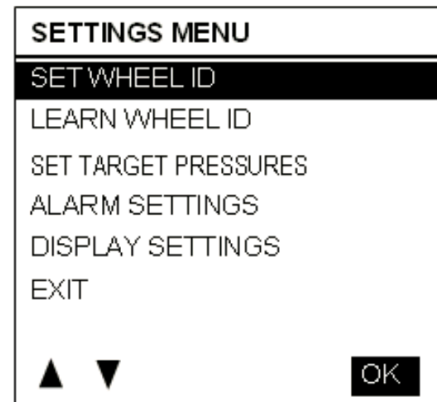 SETTINGS MENU
SET WHEEL ID
LEARN WHEEL ID
SET TARGET PRESSURES
ALARM SETTINGS
DISPLAY SETTINGS
EXIT
▲ ▼ OK